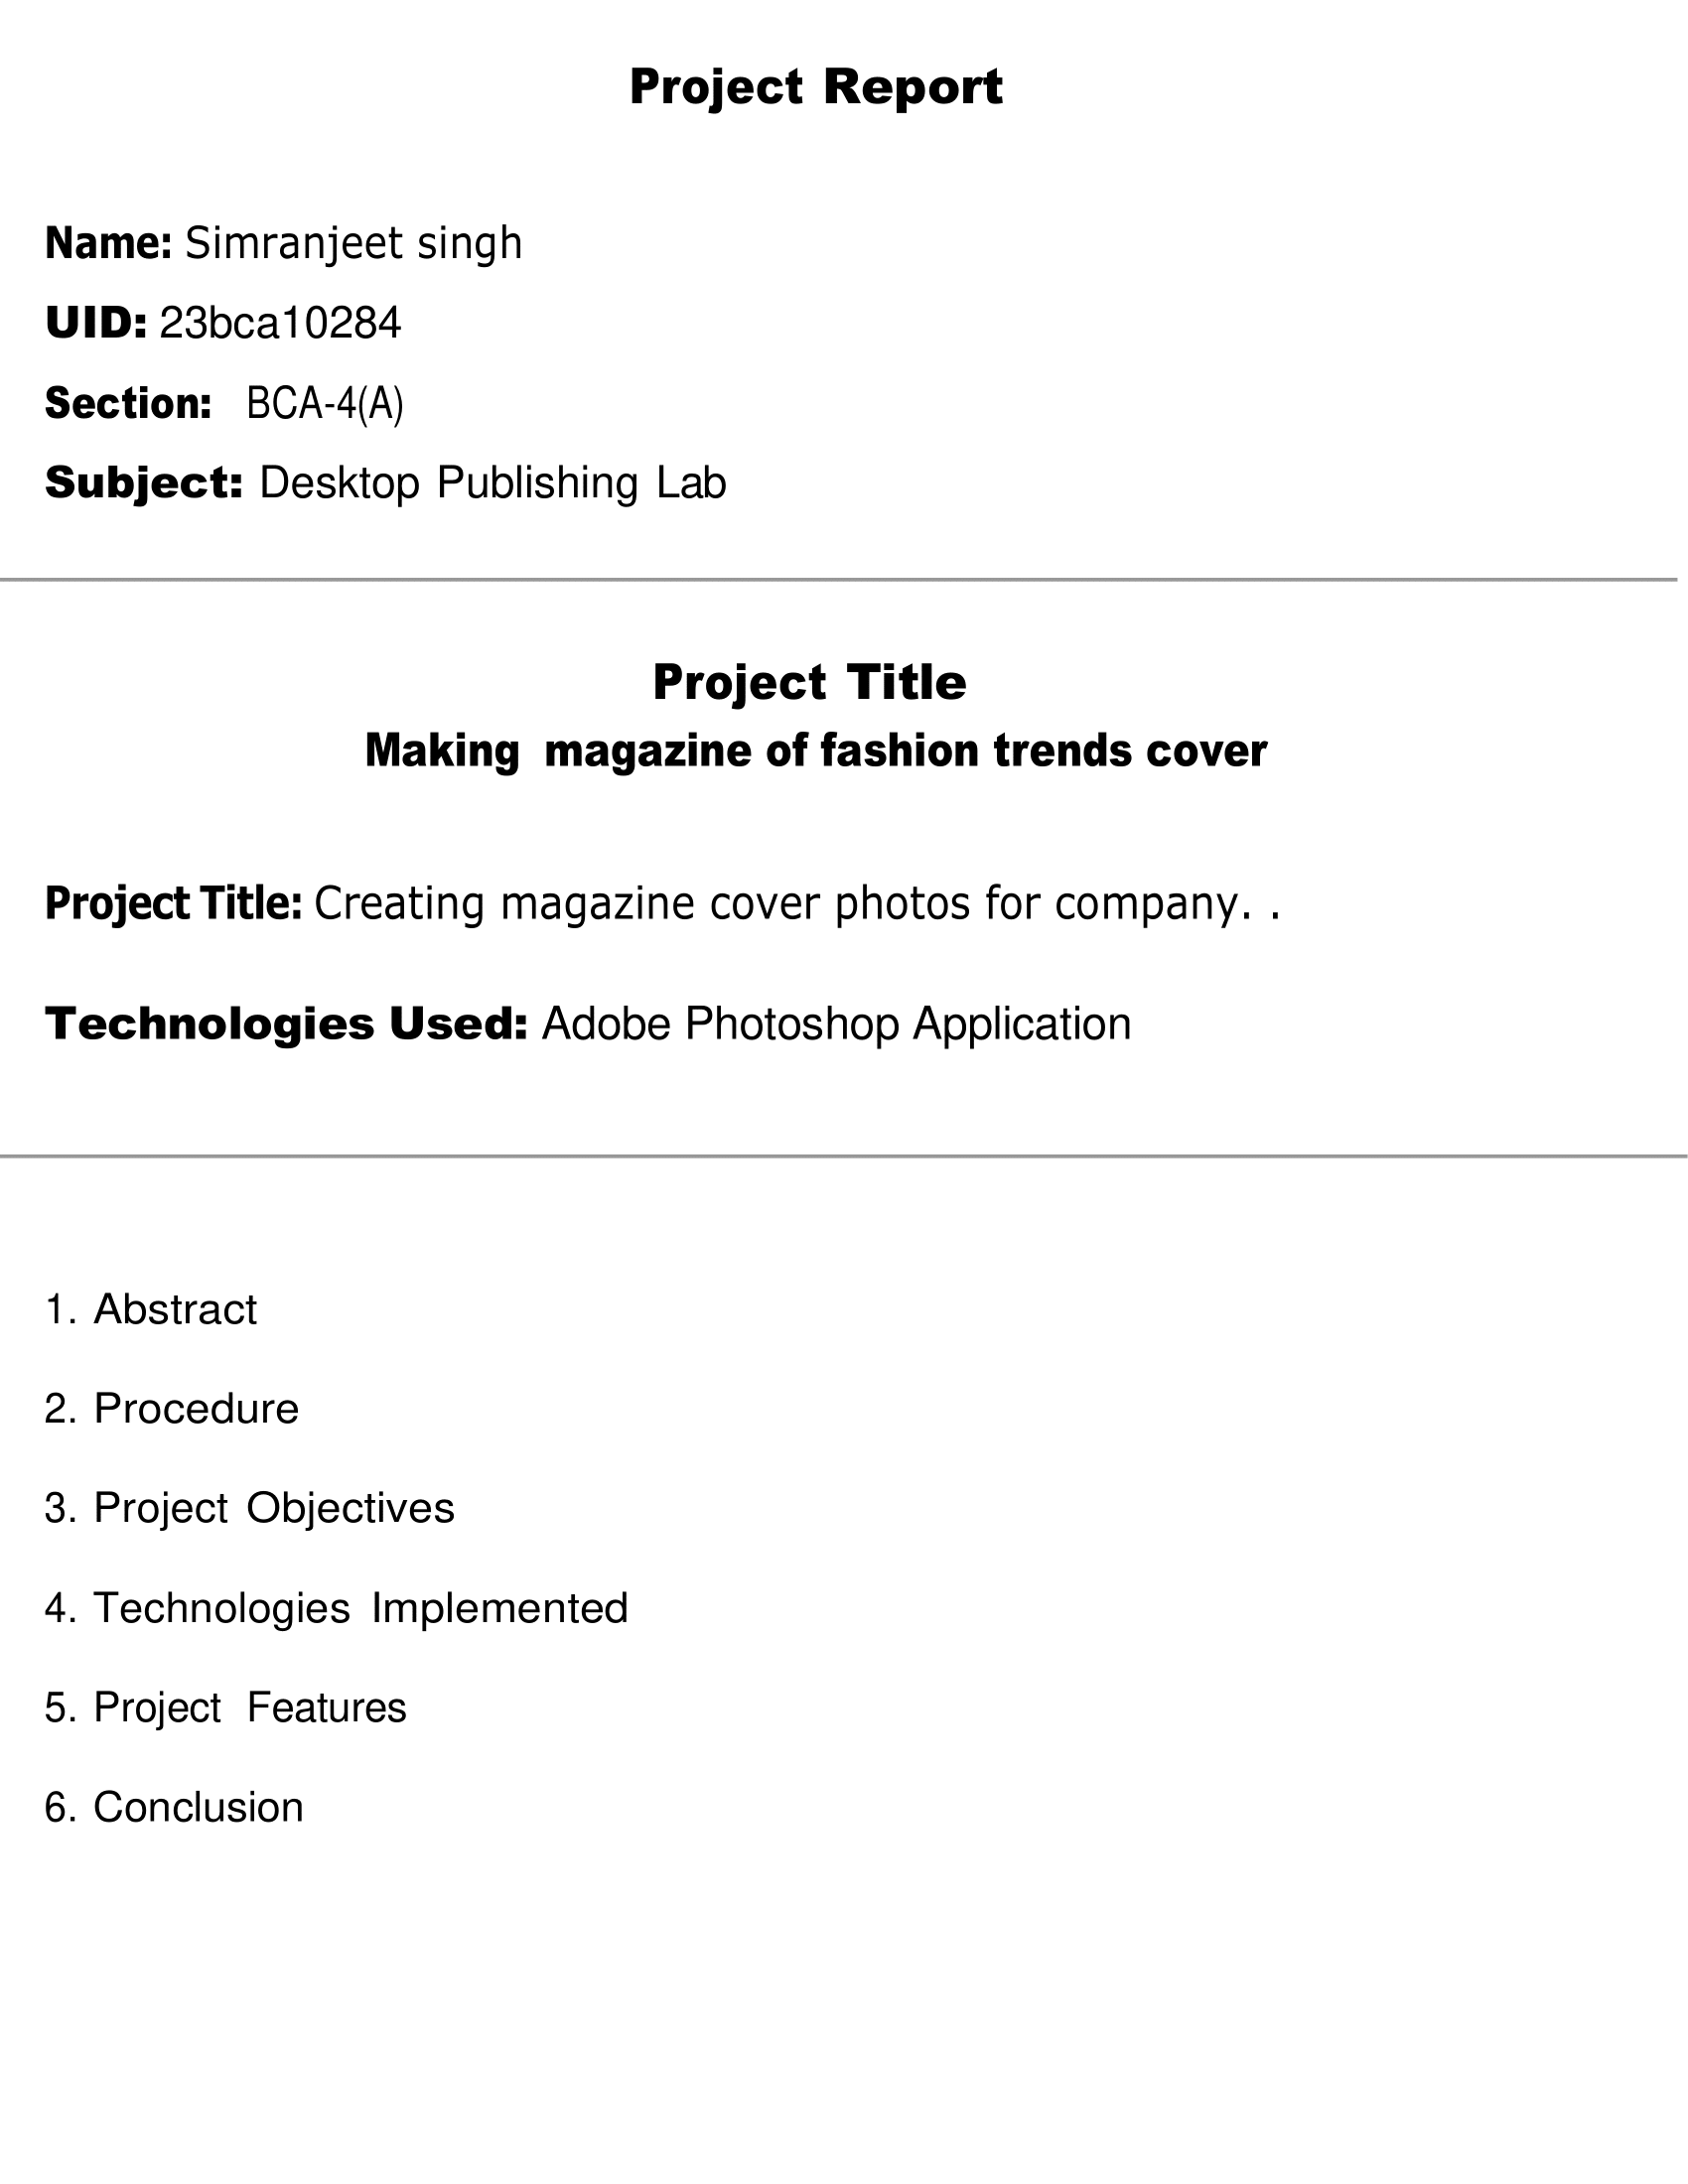 Project Report
Name: Simranjeet singh
UID: 23bca10284
Section: BCA-4(A)
Subject: Desktop Publishing Lab
Project Title
Making magazine of fashion trends cover
Project Title: Creating magazine cover photos for company. .
Technologies Used: Adobe Photoshop Application
1. Abstract
2. Procedure
3. Project Objectives
4. Technologies Implemented
5. Project Features
6. Conclusion